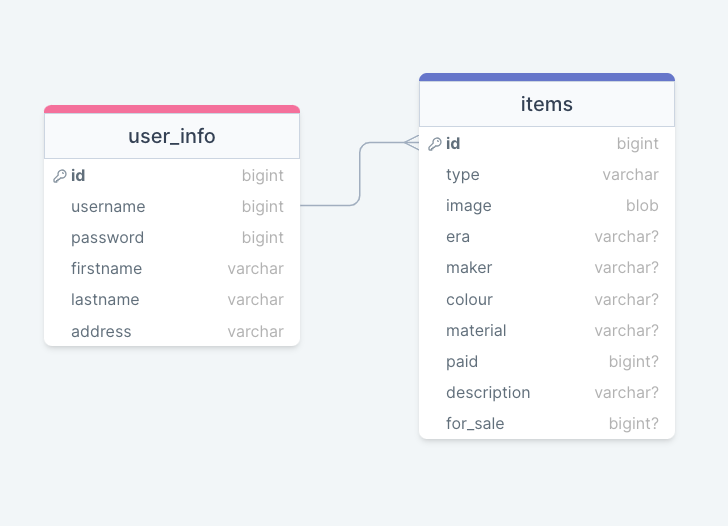 user_info
id bigint
username bigint
password bigint
firstname varchar
lastname varchar
address varchar
items
id bigint
type varchar
image blob
era varchar?
maker varchar?
colour varchar?
material varchar?
paid bigint?
description varchar?
for_sale bigint?